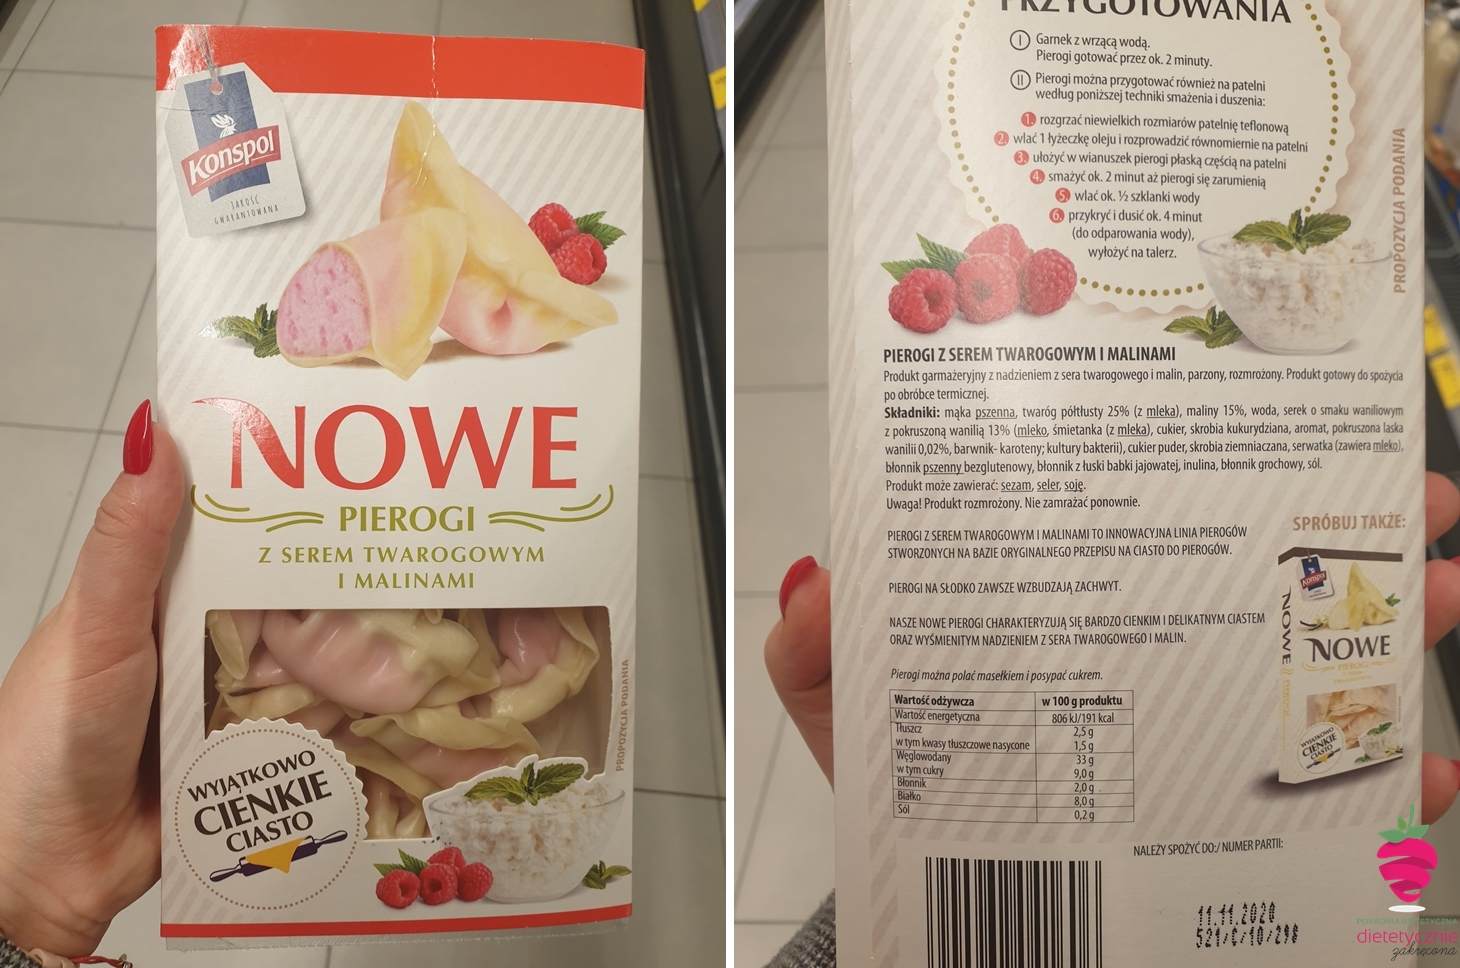 Konspol
JAKOŚĆ
GWARANTOWANA
NOWE
PIEROGI
Z SEREM TWAROGOWYM
I MALINAMI
PROPOZYCJA PODANIA
WYJĄTKOWO
CIENKIE
CIASTO
PRZYGOTOWANIA
I Garnek z wrzącą wodą.
Pierogi gotować przez ok. 2 minuty.
II Pierogi można przygotować również na patelni
według poniższej techniki smażenia i duszenia:
1. rozgrzać niewielkich rozmiarów patelnię teflonową
2. wlać 1 łyżeczkę oleju i rozprowadzić równomiernie na patelni
3. ułożyć w wianuszek pierogi płaską częścią na patelni
4. smażyć ok. 2 minut aż pierogi się zarumienią
5. wlać ok. ½ szklanki wody
6. przykryć i dusić ok. 4 minut
(do odparowania wody),
wyłożyć na talerz.
PROPOZYCJA PODANIA
PIEROGI Z SEREM TWAROGOWYM I MALINAMI
Produkt garmażeryjny z nadzieniem z sera twarogowego i malin, parzony, rozmrożony. Produkt gotowy do spożycia
po obróbce termicznej.
Składniki: mąka pszenna, twaróg półtłusty 25% (z mleka), maliny 15%, woda, serek o smaku waniliowym
z pokruszoną wanilią 13% (mleko, śmietanka (z mleka), cukier, skrobia kukurydziana, aromat, pokruszona laska
wanilii 0,02%, barwnik- karoteny; kultury bakterii), cukier puder, skrobia ziemniaczana, serwatka (zawiera mleko),
błonnik pszenny bezglutenowy, błonnik z łuski babki jajowatej, inulina, błonnik grochowy, sól.
Produkt może zawierać: sezam, seler, soję.
Uwaga! Produkt rozmrożony. Nie zamrażać ponownie.
PIEROGI Z SEREM TWAROGOWYM I MALINAMI TO INNOWACYJNA LINIA PIEROGÓW
STWORZONYCH NA BAZIE ORYGINALNEGO PRZEPISU NA CIASTO DO PIEROGÓW.
PIEROGI NA SŁODKO ZAWSZE WZBUDZAJĄ ZACHWYT.
NASZE NOWE PIEROGI CHARAKTERYZUJĄ SIĘ BARDZO CIENKIM I DELIKATNYM CIASTEM
ORAZ WYŚMIENITYM NADZIENIEM Z SERA TWAROGOWEGO I MALIN.
Pierogi można polać masełkiem i posypać cukrem.
SPRÓBUJ TAKŻE:
Konspol
NOWE
NOWE
PIEROGI
WYJĄTKOWO
CIENKIE
CIASTO
Wartość odżywcza w 100 g produktu
Wartość energetyczna 806 kJ/191 kcal
Tłuszcz 2,5 g
w tym kwasy tłuszczowe nasycone 1,5 g
Węglowodany 33 g
w tym cukry 9,0 g
Błonnik 2,0 g
Białko 8,0 g
Sól 0,2 g
NALEŻY SPOŻYĆ DO:/ NUMER PARTII:
11.11.2020
521/C/10/298
PORADNIA DIETETYCZNA
dietetycznie
zakręcona